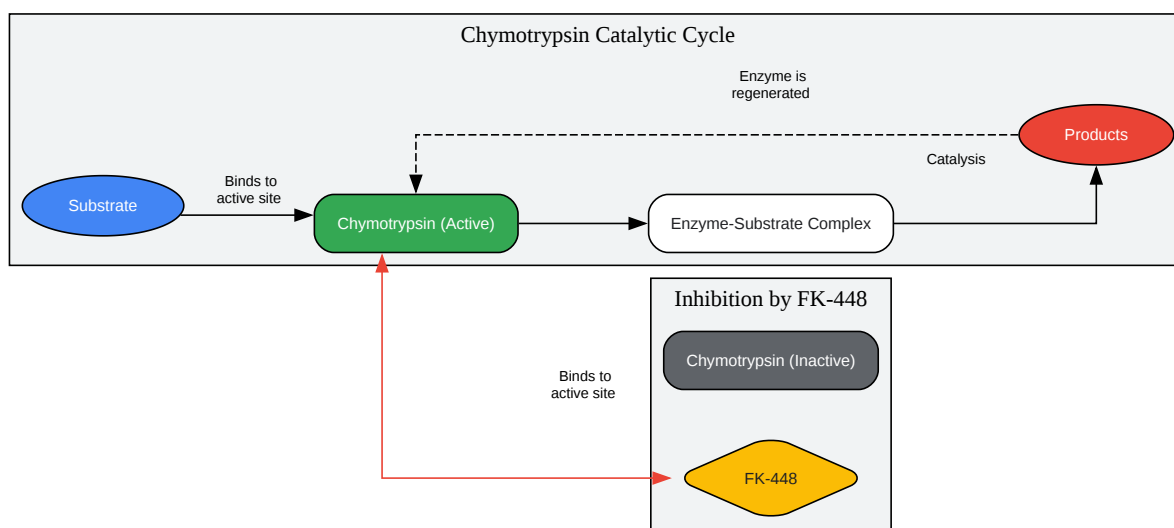 Chymotrypsin Catalytic Cycle
Enzyme is
regenerated
Products
Catalysis
Binds to
active site
Substrate
Chymotrypsin (Active)
Enzyme-Substrate Complex
Inhibition by FK-448
Chymotrypsin (Inactive)
Binds to
active site
FK-448